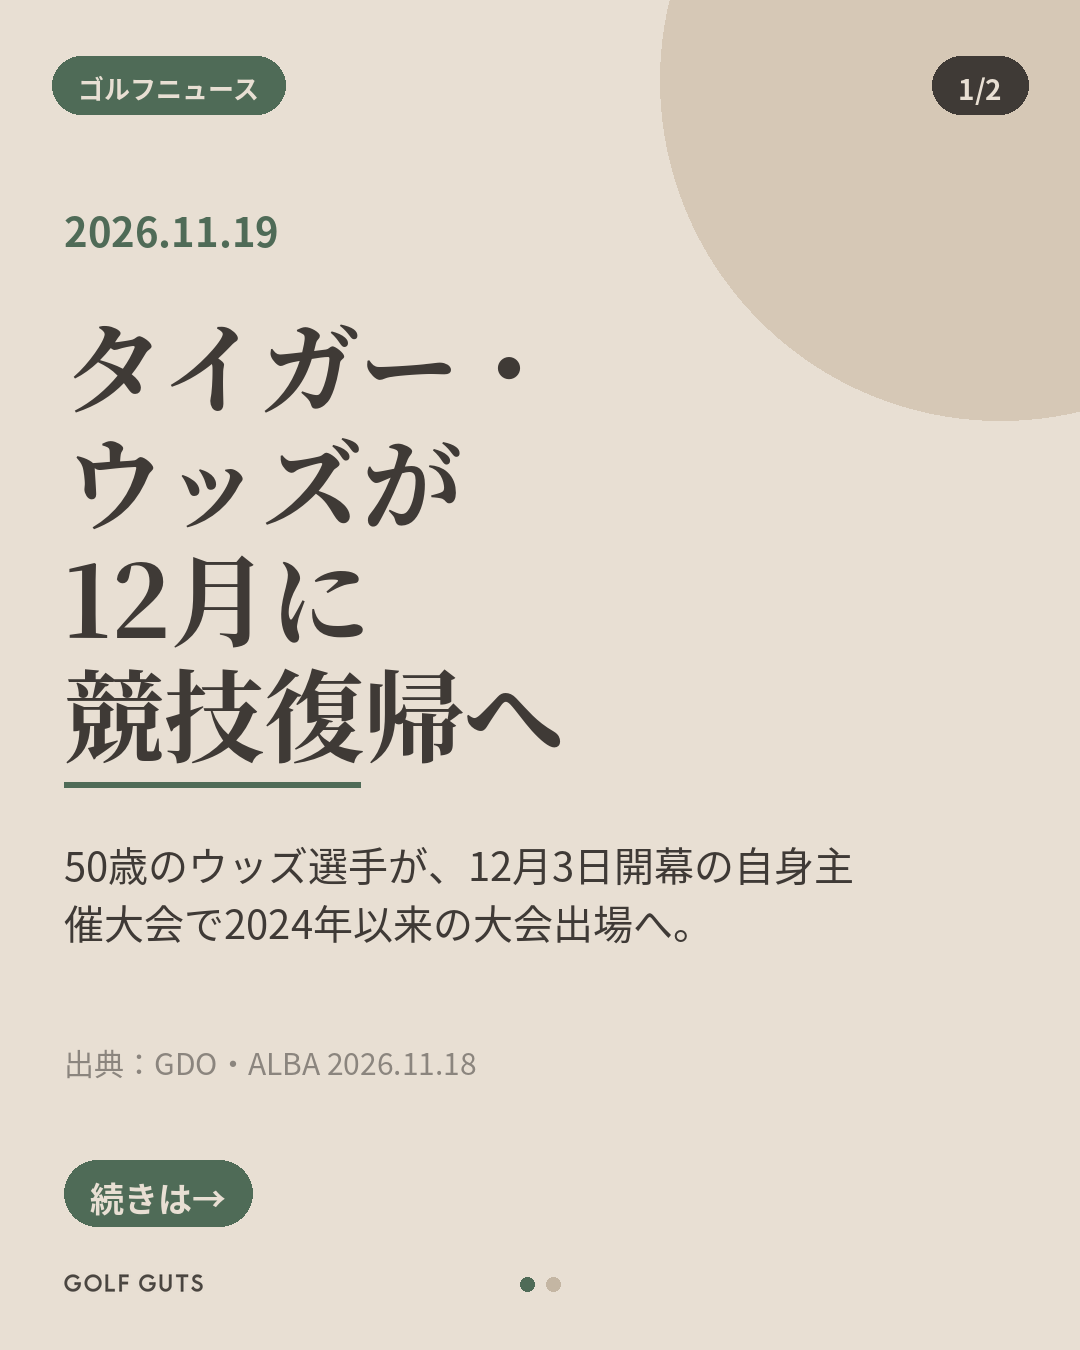 ゴルフニュース
1/2
2026.11.19
タイガー・
ウッズが
12月に
競技復帰へ
50歳のウッズ選手が、12月3日開幕の自身主
催大会で2024年以来の大会出場へ。
出典：GDO・ALBA 2026.11.18
続きは→
GOLF GUTS